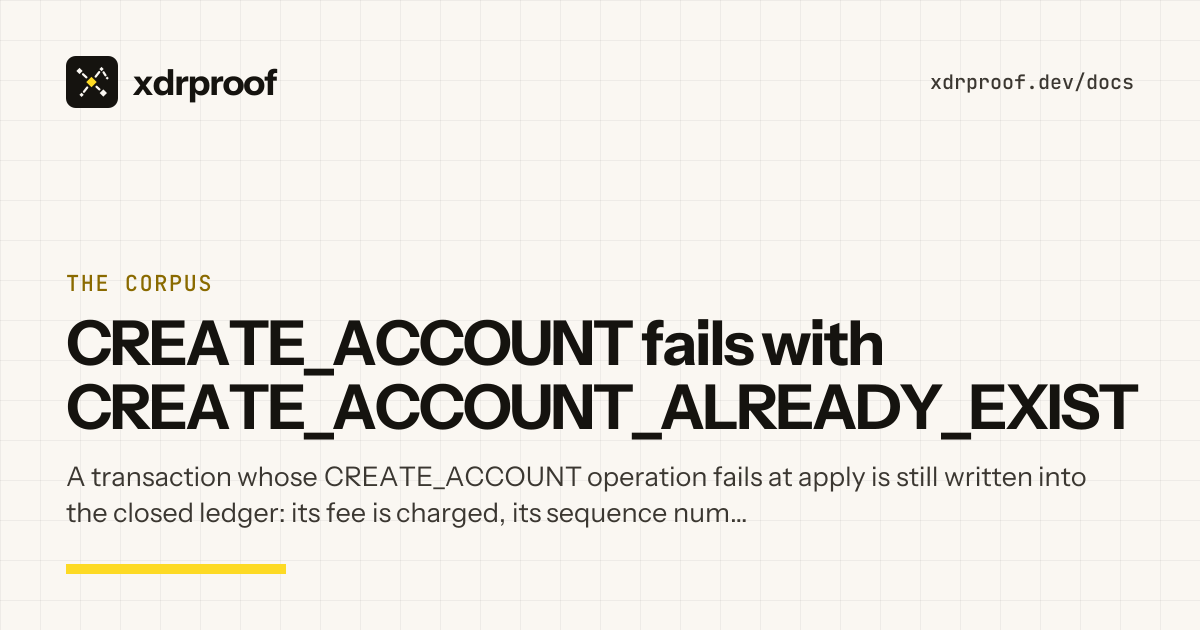 xdrproof
xdrproof.dev/docs
THE CORPUS
CREATE_ACCOUNT fails with
CREATE_ACCOUNT_ALREADY_EXIST
A transaction whose CREATE_ACCOUNT operation fails at apply is still written into
the closed ledger: its fee is charged, its sequence num...